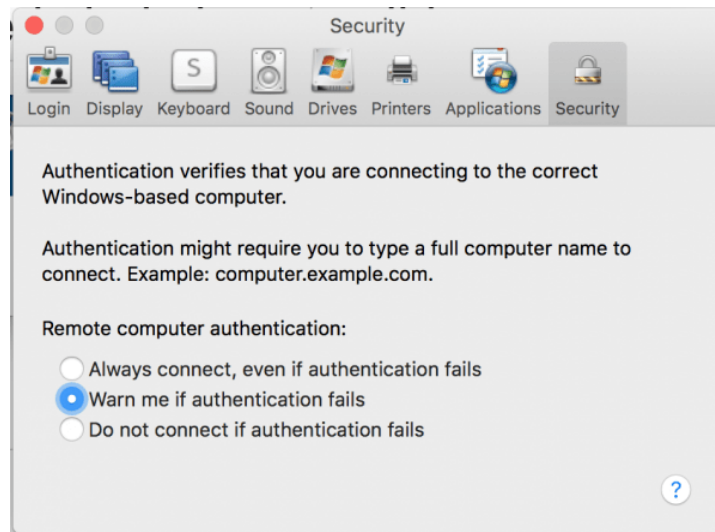 Security
S
Login Display Keyboard Sound Drives Printers Applications Security
Authentication verifies that you are connecting to the correct
Windows-based computer.
Authentication might require you to type a full computer name to
connect. Example: computer.example.com.
Remote computer authentication:
Always connect, even if authentication fails
Warn me if authentication fails
Do not connect if authentication fails
?